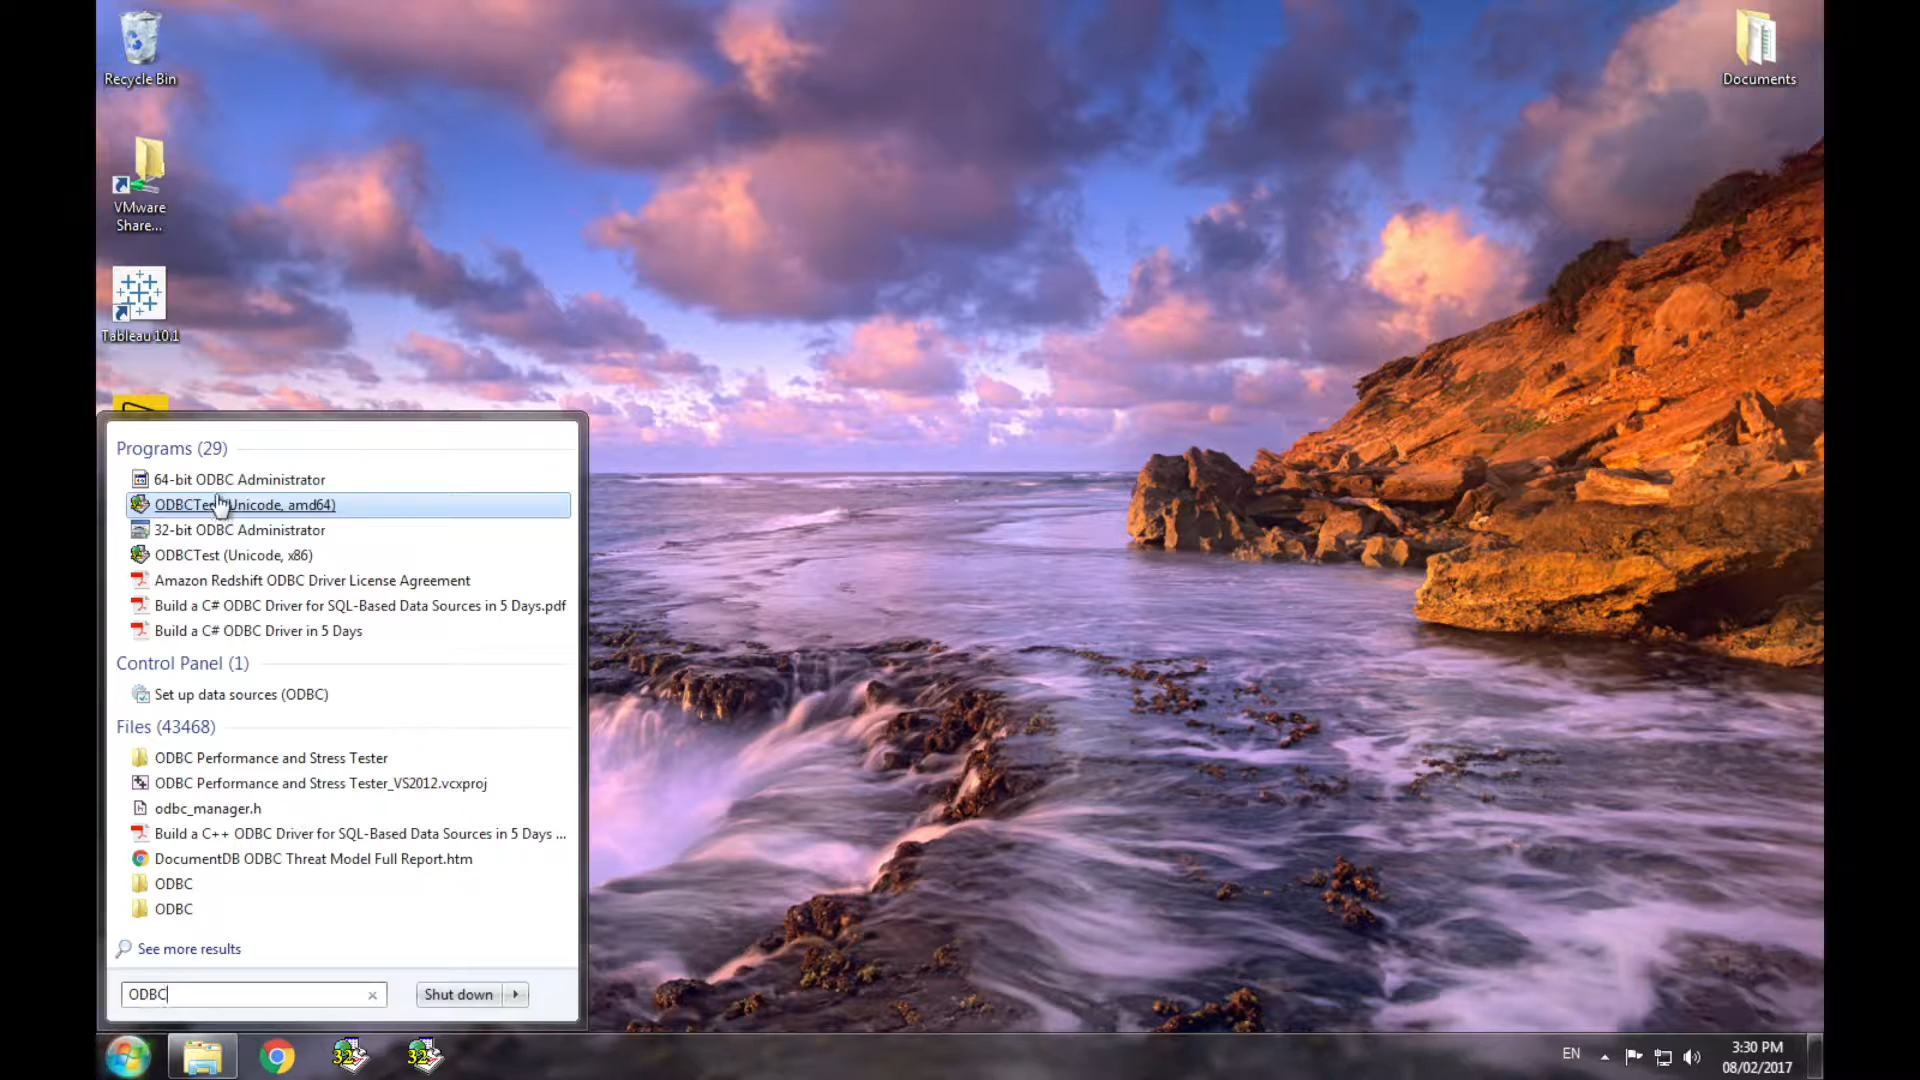 Recycle Bin
Documents
VMware
Share...
Tableau 10.1
Programs (29)
64-bit ODBC Administrator
ODBCTest (Unicode, amd64)
32-bit ODBC Administrator
ODBCTest (Unicode, x86)
Amazon Redshift ODBC Driver License Agreement
Build a C# ODBC Driver for SQL-Based Data Sources in 5 Days.pdf
Build a C# ODBC Driver in 5 Days
Control Panel (1)
Set up data sources (ODBC)
Files (43468)
ODBC Performance and Stress Tester
ODBC Performance and Stress Tester_VS2012.vcxproj
odbc_manager.h
Build a C++ ODBC Driver for SQL-Based Data Sources in 5 Days ...
DocumentDB ODBC Threat Model Full Report.htm
ODBC
ODBC
See more results
ODBC
Shut down
32
32
EN
3:30 PM
08/02/2017